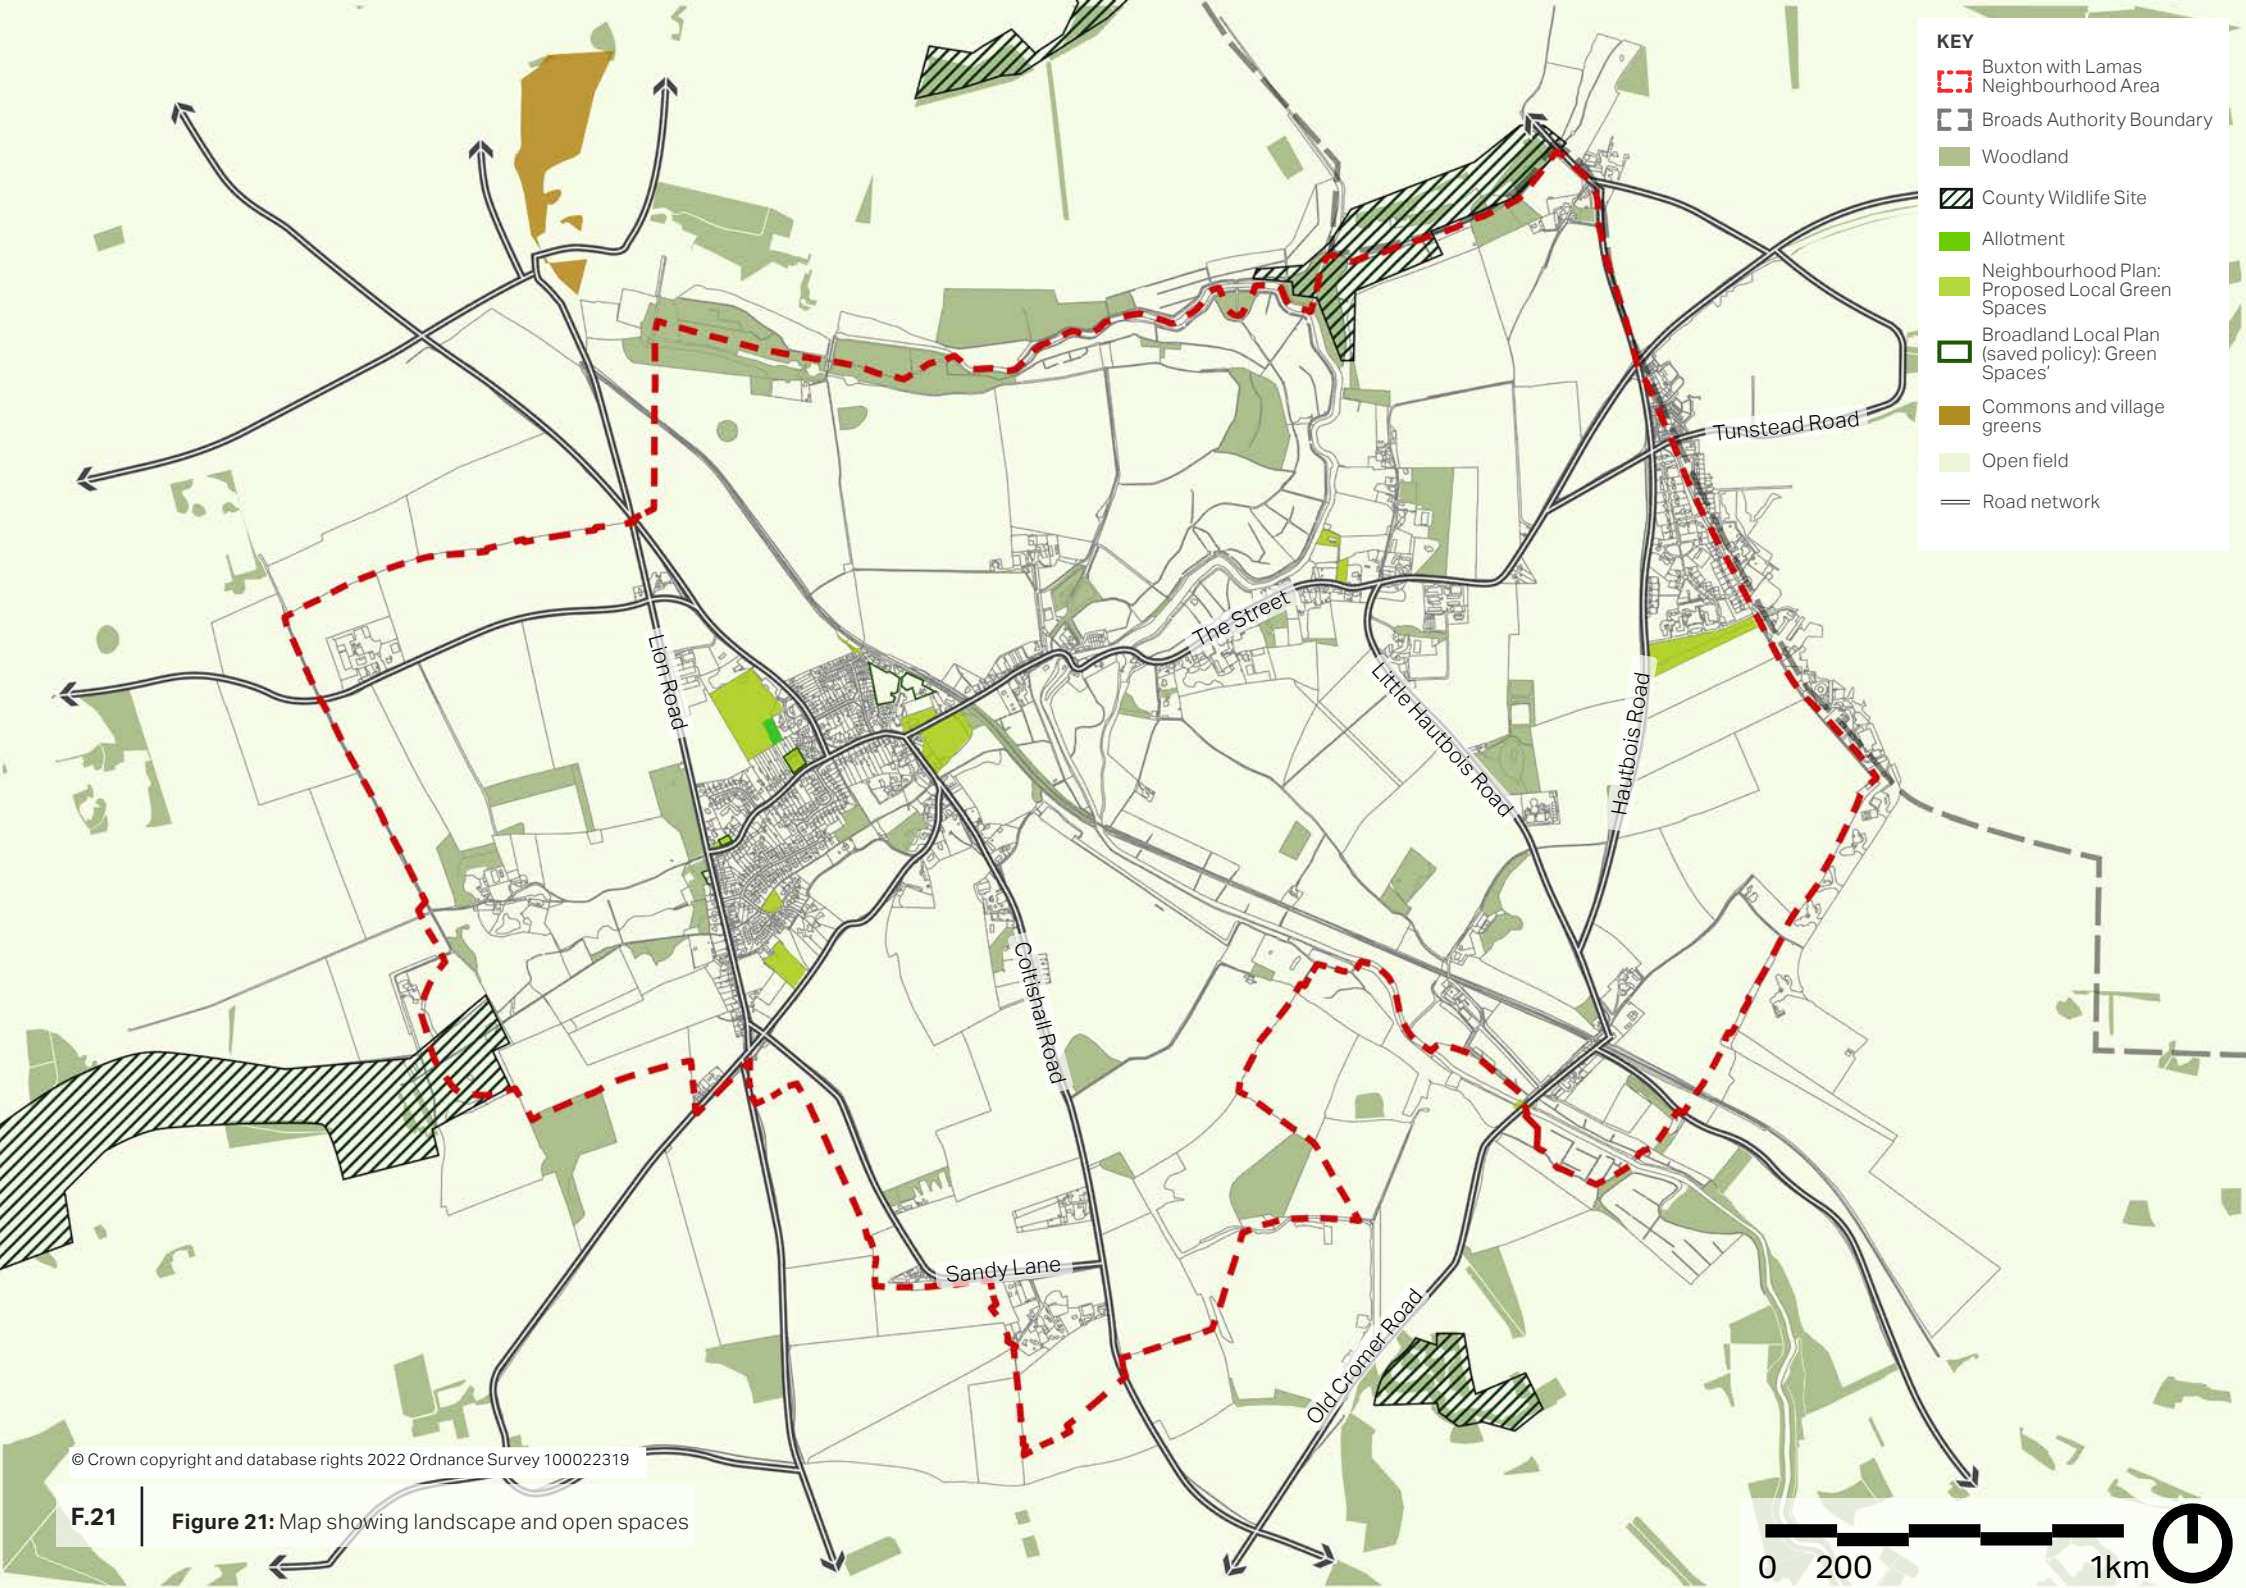 KEY
Buxton with Lamas
Neighbourhood Area
Broads Authority Boundary
Woodland
County Wildlife Site
Allotment
Neighbourhood Plan:
Proposed Local Green
Spaces
Broadland Local Plan
(saved policy): Green
Spaces'
Commons and village
greens
Open field
Road network
Tunstead Road
The Street
Lion Road
Little Hautbois Road
Hautbois Road
Coltishall Road
Sandy Lane
Old Cromer Road
© Crown copyright and database rights 2022 Ordnance Survey 100022319
F.21
Figure 21: Map showing landscape and open spaces
0 200 1km